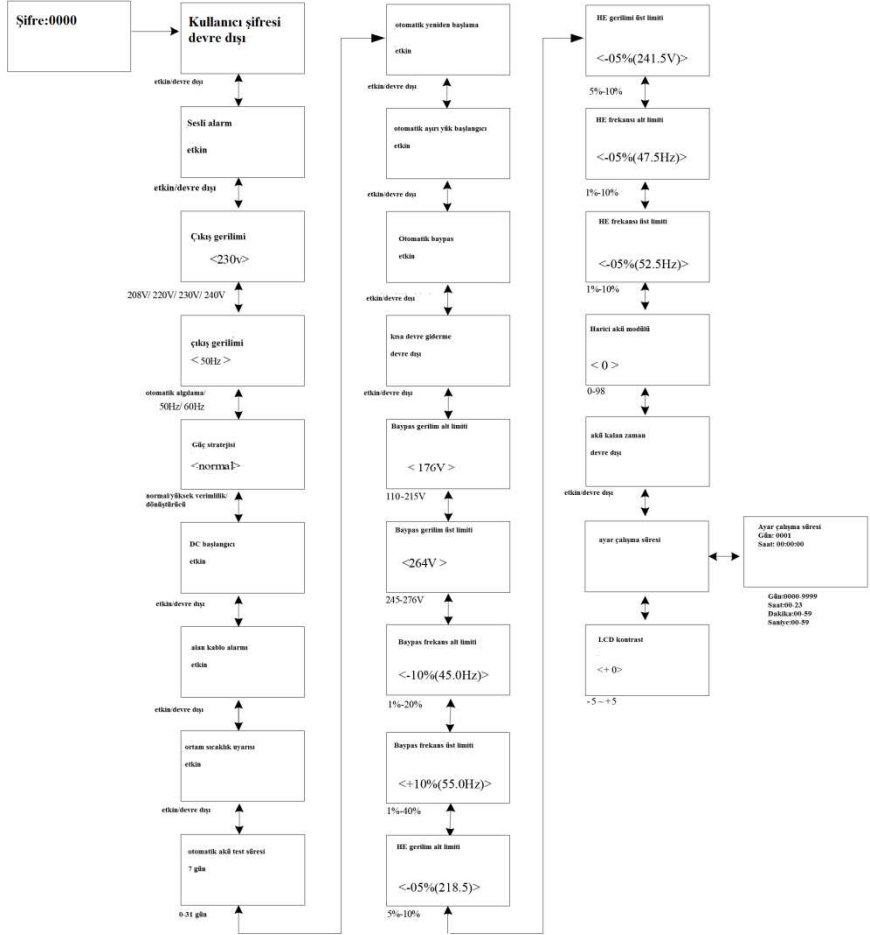 Şifre:0000
Kullanıcı şifresi
devre dışı
etkin/devre dışı
Sesli alarm
etkin
etkin/devre dışı
Çıkış gerilimi
<230v>
208V/ 220V/ 230V/ 240V
çıkış gerilimi
< 50Hz >
otomatik algılama/
50Hz/ 60Hz
Güç stratejisi
<normal>
normal/yüksek verimlilik/
dönüştürücü
DC başlangıcı
etkin
etkin/devre dışı
alan kablo alarmı
etkin
etkin/devre dışı
ortam sıcaklık uyarısı
etkin
etkin/devre dışı
otomatik akü test süresi
7 gün
0-31 gün
otomatik yeniden başlama
etkin
etkin/devre dışı
otomatik aşırı yük başlangıcı
etkin
etkin/devre dışı
Otomatik baypas
etkin
etkin/devre dışı
kısa devre giderme
devre dışı
etkin/devre dışı
Baypas gerilim alt limiti
< 176V >
110-215V
Baypas gerilim üst limiti
<264V >
245-276V
Baypas frekans alt limiti
<-10%(45.0Hz)>
1%-20%
Baypas frekans üst limiti
<+10%(55.0Hz)>
1%-40%
HE gerilim alt limiti
<-05%(218.5)>
5%-10%
HE gerilimi üst limiti
<-05%(241.5V)>
5%-10%
HE frekansı alt limiti
<-05%(47.5Hz)>
1%-10%
HE frekansı üst limiti
<-05%(52.5Hz)>
1%-10%
Harici akü modülü
< 0 >
0-98
akü kalan zaman
devre dışı
etkin/devre dışı
ayar çalışma süresi
Ayar çalışma süresi
Gün: 0001
Saat: 00:00:00
Gün:0000-9999
Saat:00-23
Dakika:00-59
Saniye:00-59
LCD kontrast
<+ 0>
-5 ~ +5